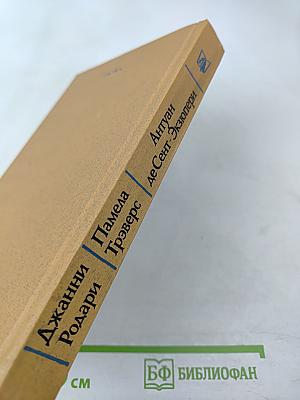 Джанни
Родари
Памела
Трэверс
Антуан
де Сент-Экзюпери
см
БФ БИБЛИОФАН